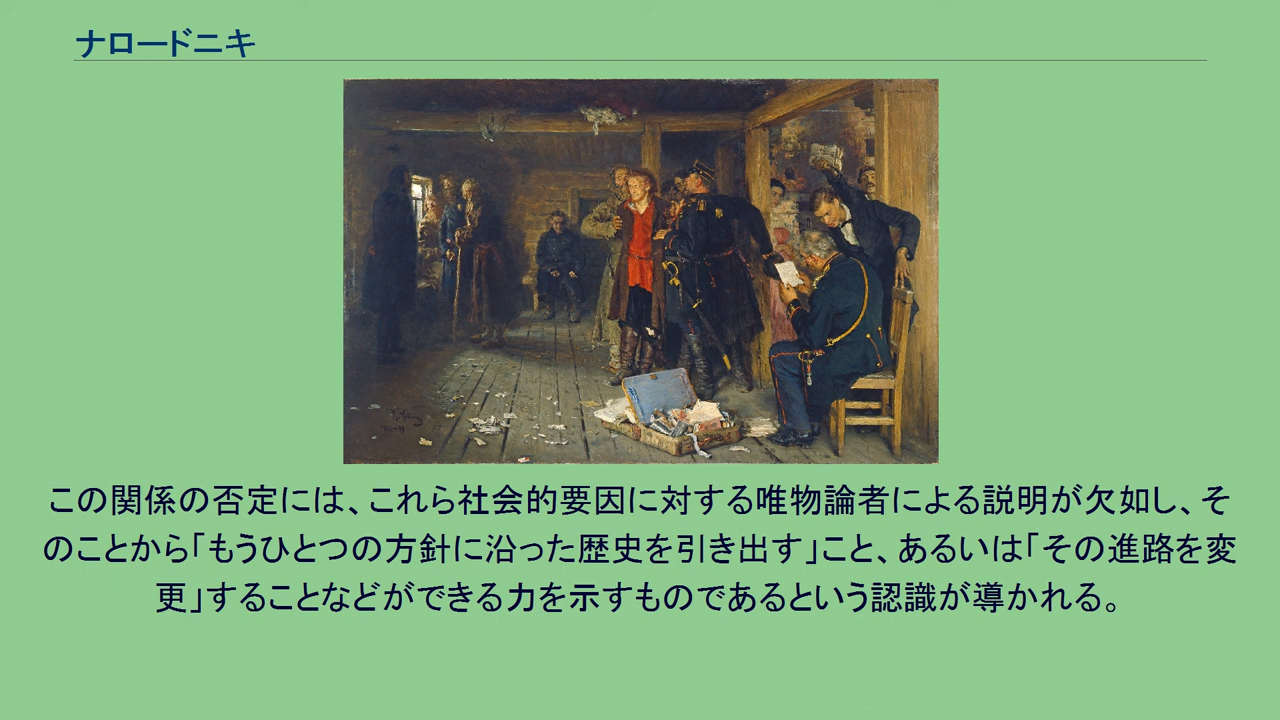 ナロードニキ
この関係の否定には、これら社会的要因に対する唯物論者による説明が欠如し、そ
のことから「もうひとつの方針に沿った歴史を引き出す」こと、あるいは「その進路を変
更」することなどができる力を示すものであるという認識が導かれる。